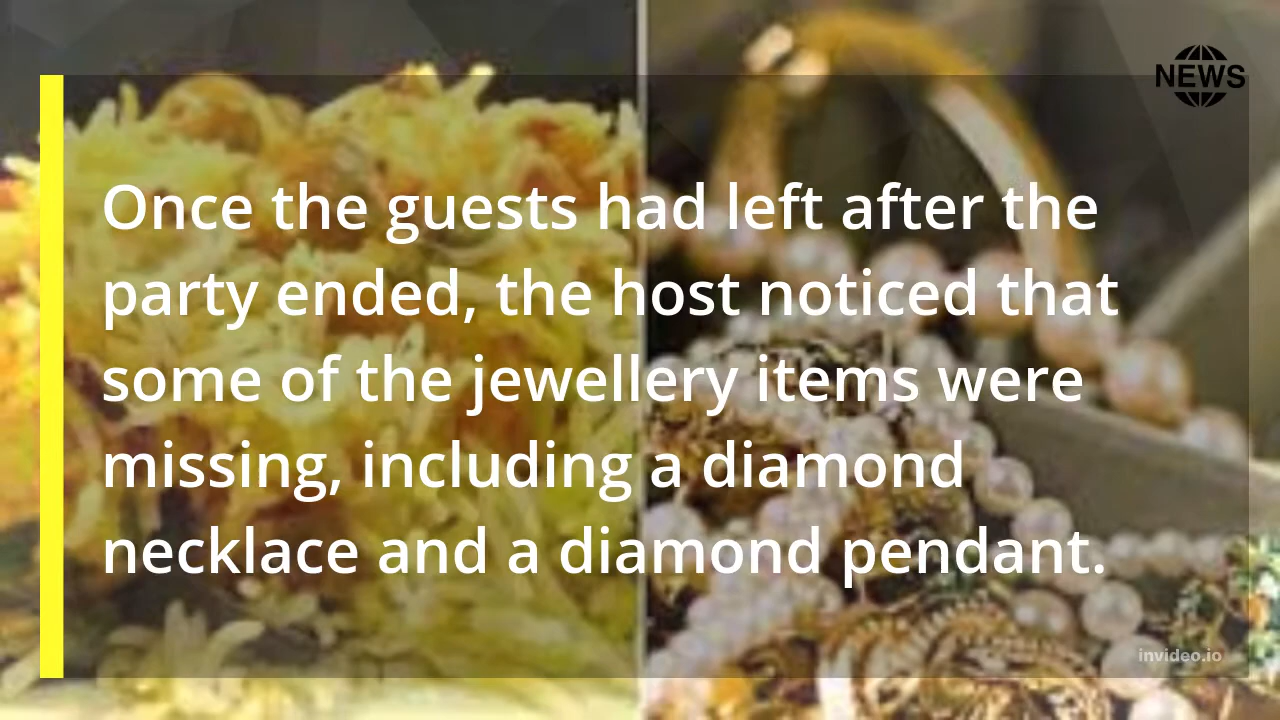 NEWS
Once the guests had left after the
party ended, the host noticed that
some of the jewellery items were
missing, including a diamond
necklace and a diamond pendant.
invideo.io